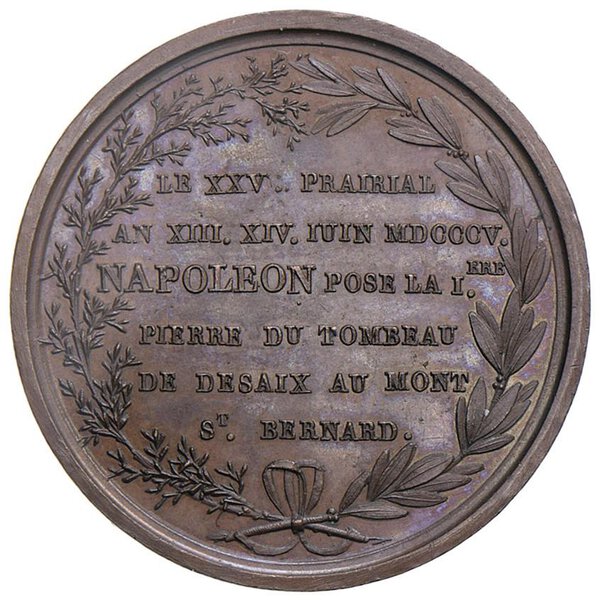 LE XXV.. PRAIRIAL
AN XIII. XIV. IUIN MDCCCV.
NAPOLEON POSE LA I.ERE
PIERRE DU TOMBEAU
DE DESAIX AU MONT
ST. BERNARD.